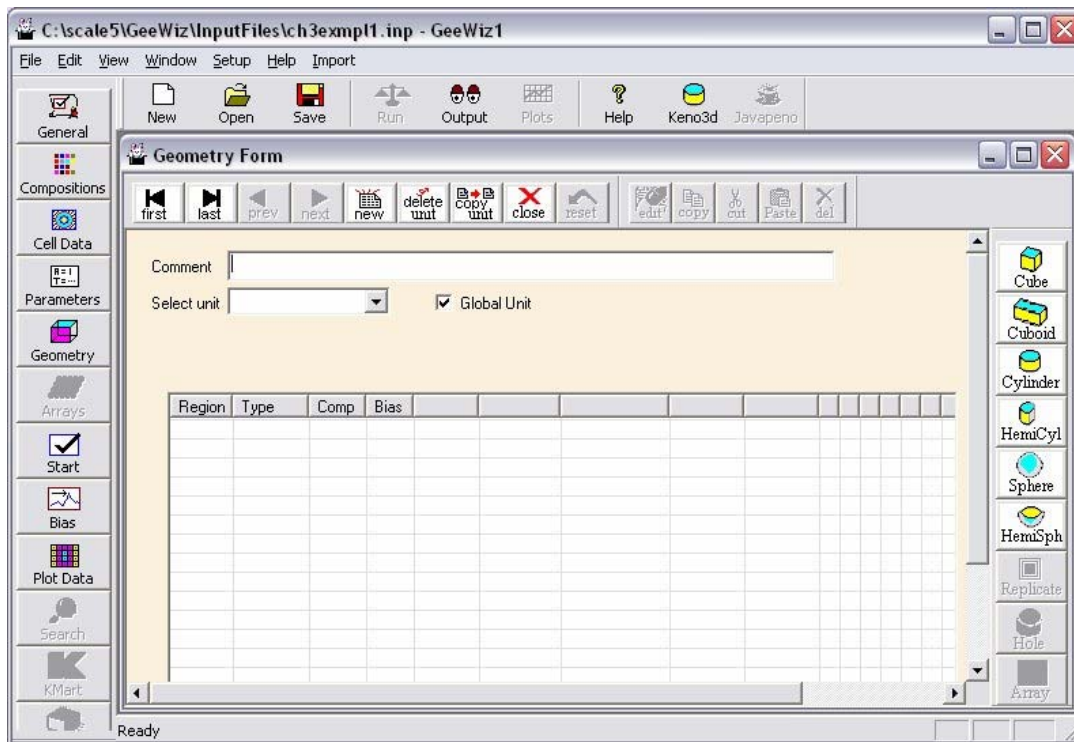 C:\scale5\GeeWiz\InputFiles\ch3exmpl1.inp - GeeWiz1
File Edit View Window Setup Help Import
New Open Save Run Output Plots Help Keno3d Javapeno
General
Compositions
Cell Data
Parameters
Geometry
Arrays
Start
Bias
Plot Data
Search
KMart
Geometry Form
first last prev next new delete unit copy unit close reset edit copy cut Paste del
Comment
Select unit Global Unit
Region Type Comp Bias
Cube
Cuboid
Cylinder
HemiCyl
Sphere
HemiSph
Replicate
Hole
Array
Ready